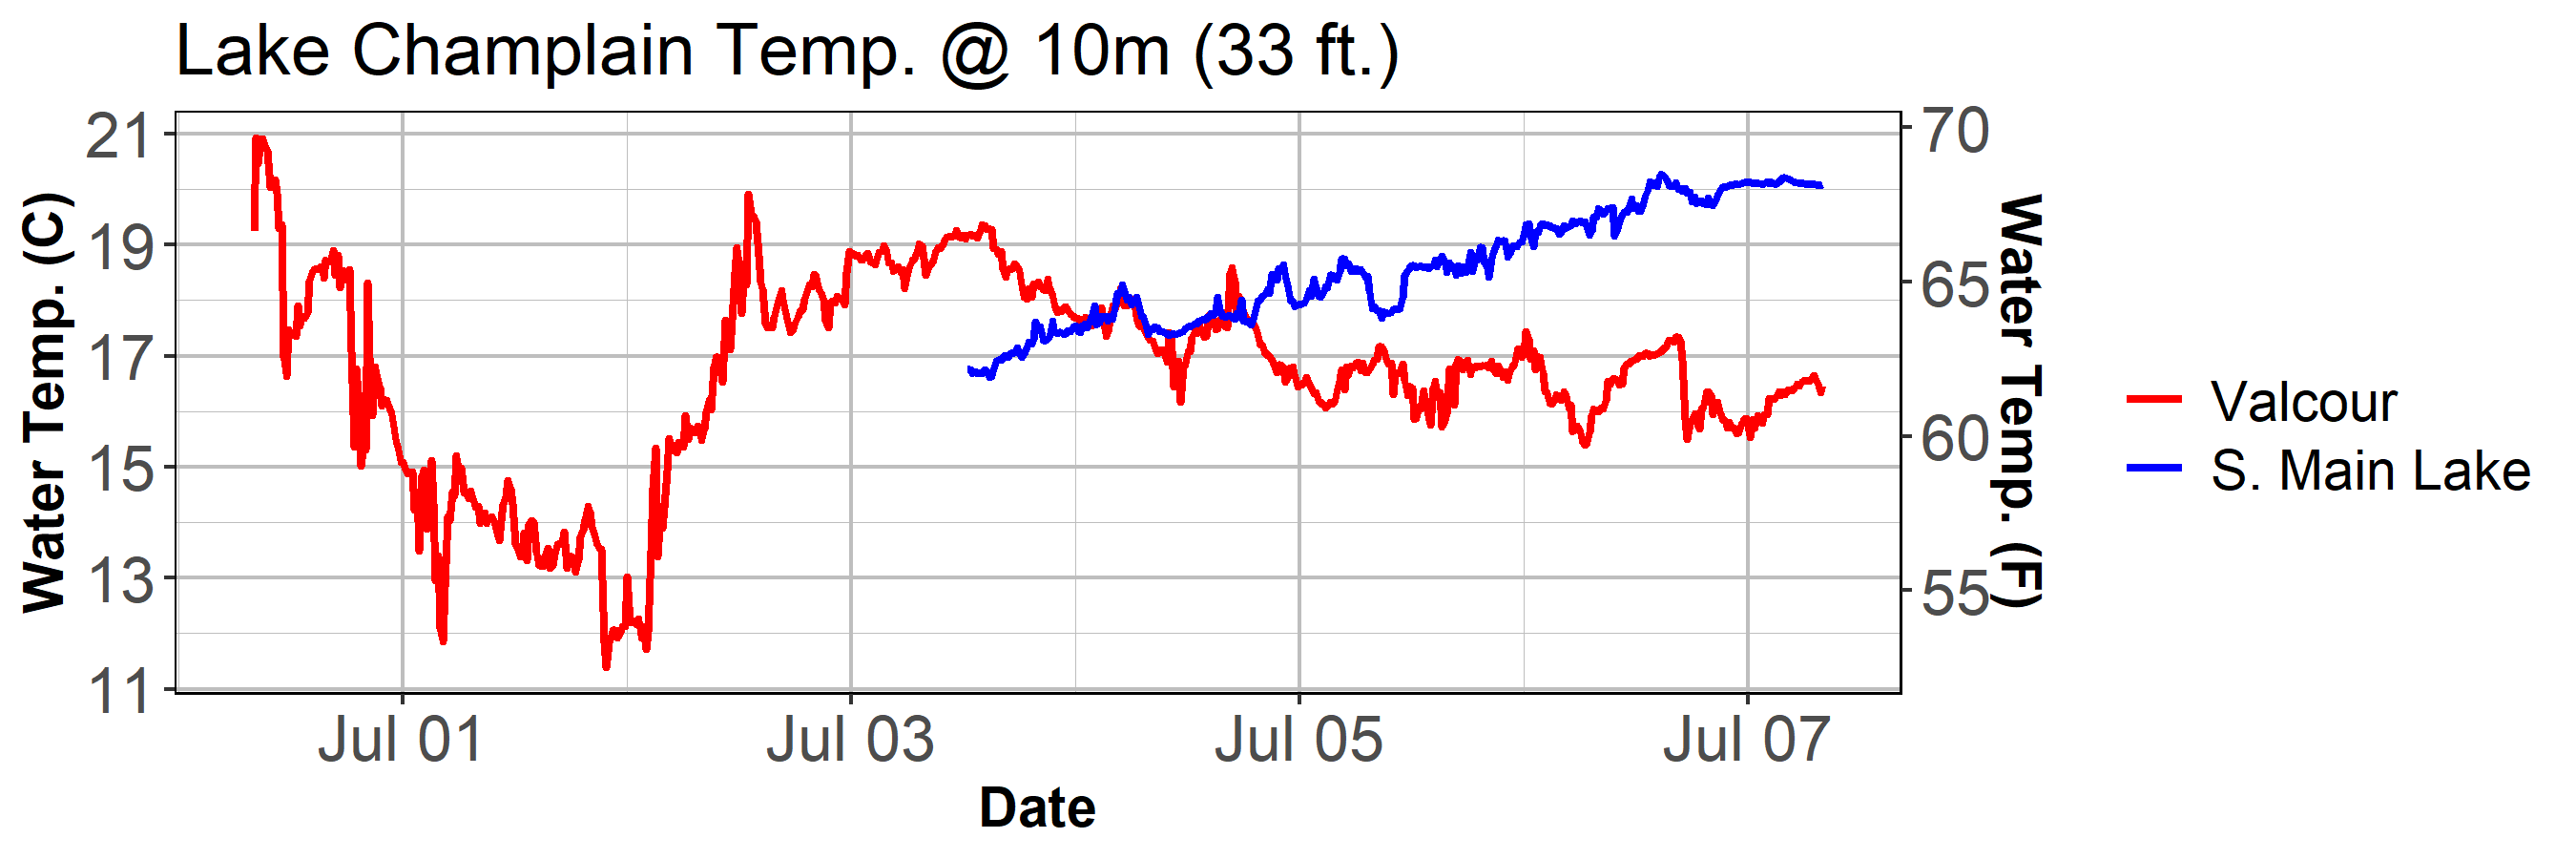 Lake Champlain Temp. @ 10m (33 ft.)
Water Temp. (C)
21
19
17
15
13
11
70
65
60
55
Water Temp. (F)
Jul 01
Jul 03
Jul 05
Jul 07
Date
Valcour
S. Main Lake